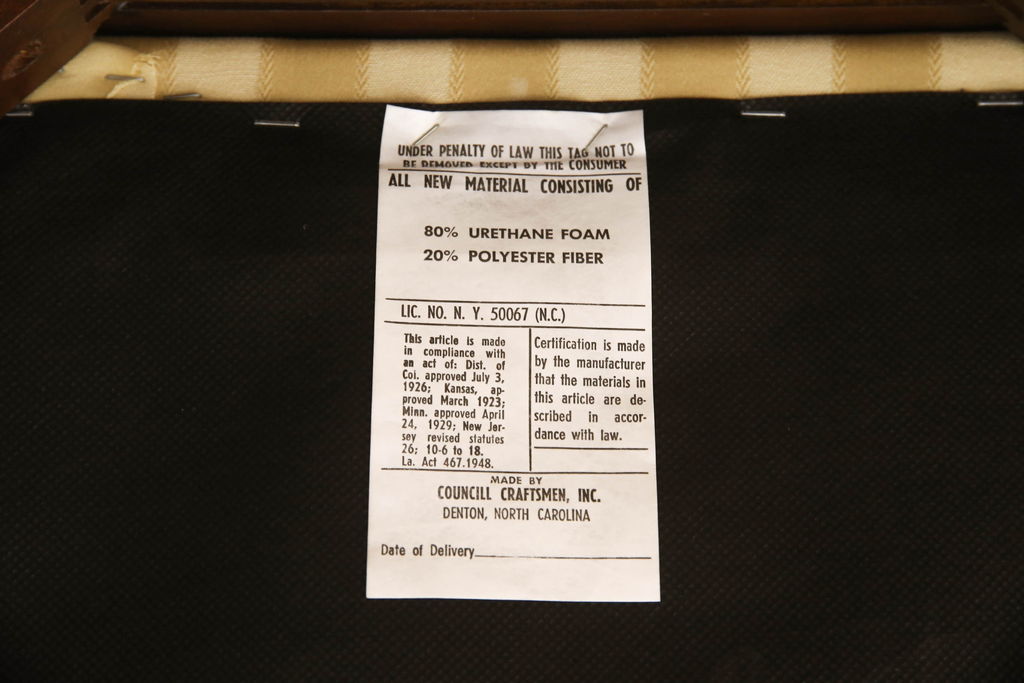 UNDER PENALTY OF LAW THIS TAG NOT TO
BE REMOVED EXCEPT BY THE CONSUMER
ALL NEW MATERIAL CONSISTING OF
80% URETHANE FOAM
20% POLYESTER FIBER
LIC. NO. N. Y. 50067 (N.C.)
This article is made
in compliance with
an act of: Dist. of
Col. approved July 3,
1926; Kansas, ap-
proved March 1923;
Minn. approved April
24, 1929; New Jer-
sey revised statutes
26; 10-6 to 18.
La. Act 467.1948.
Certification is made
by the manufacturer
that the materials in
this article are de-
scribed in accor-
dance with law.
MADE BY
COUNCILL CRAFTSMEN, INC.
DENTON, NORTH CAROLINA
Date of Delivery